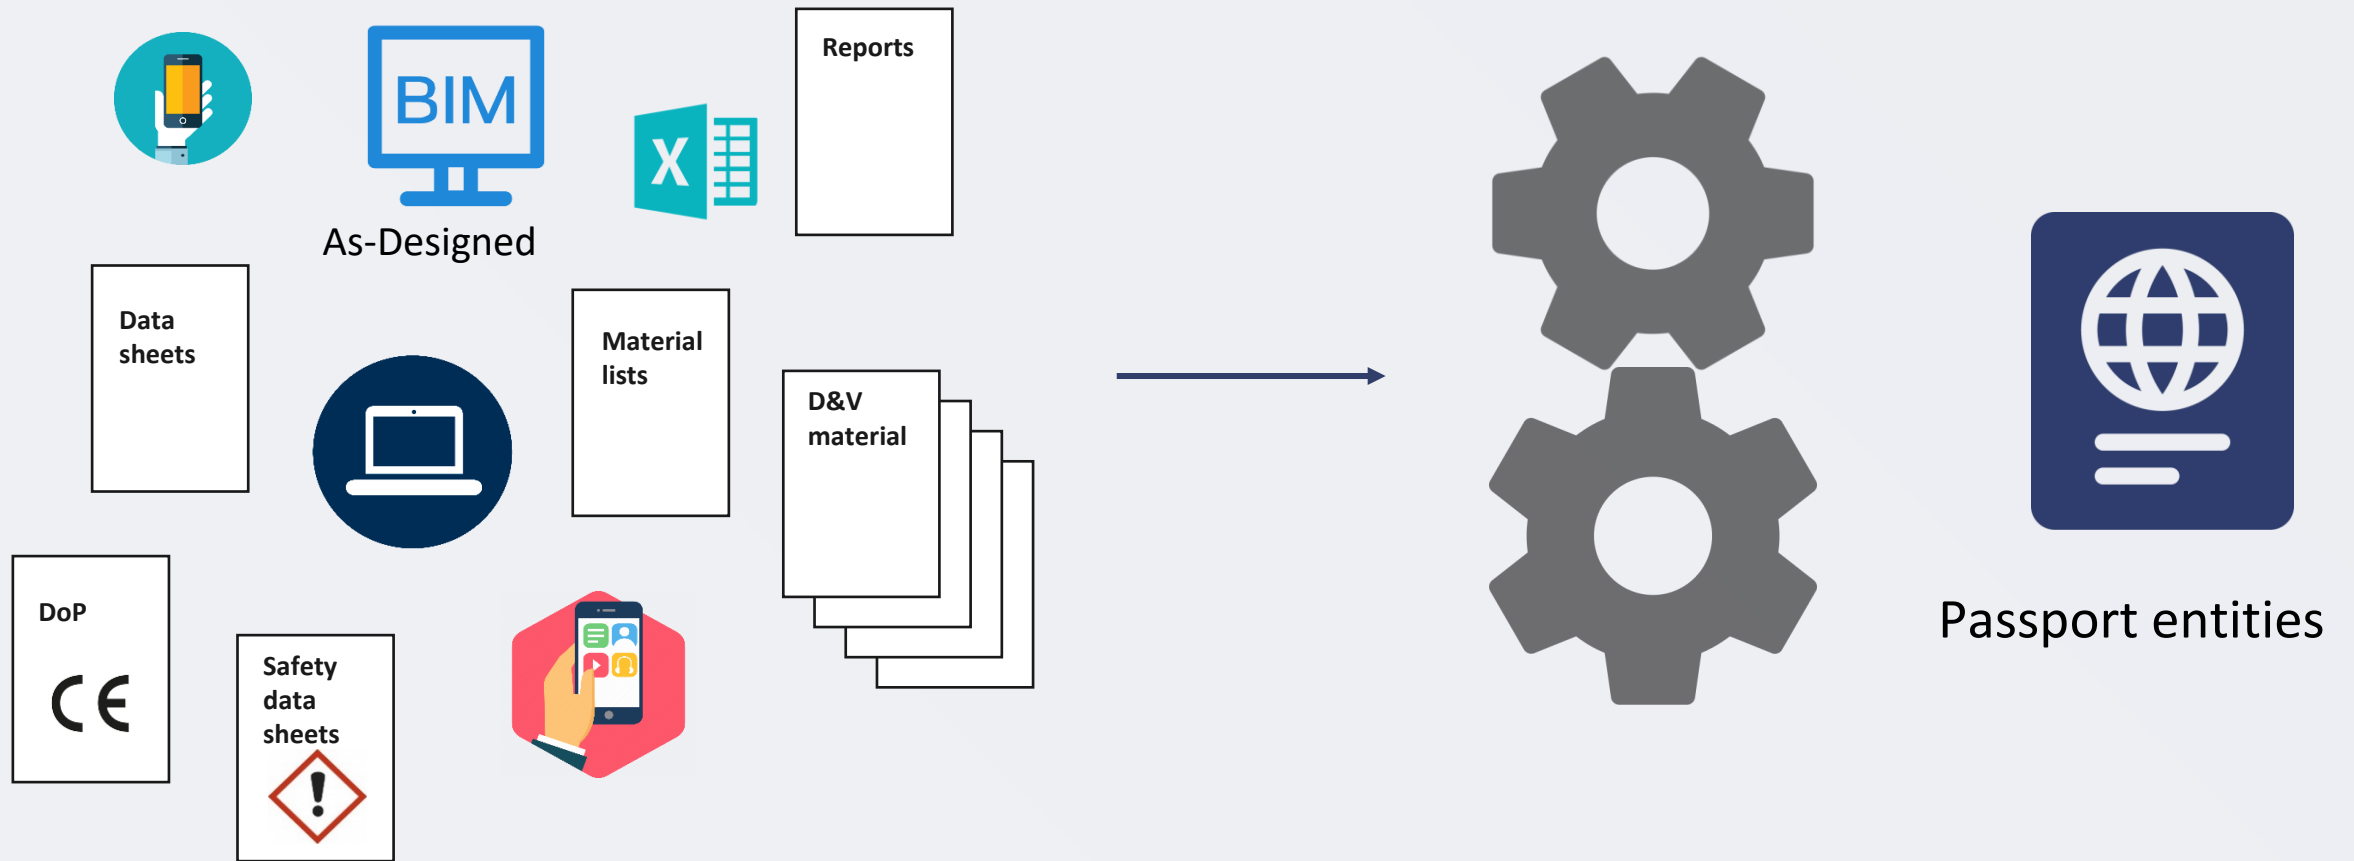 BIM
As-Designed
X
Reports
Data
sheets
Material
lists
D&V
material
DoP
CE
Safety
data
sheets
!
Passport entities